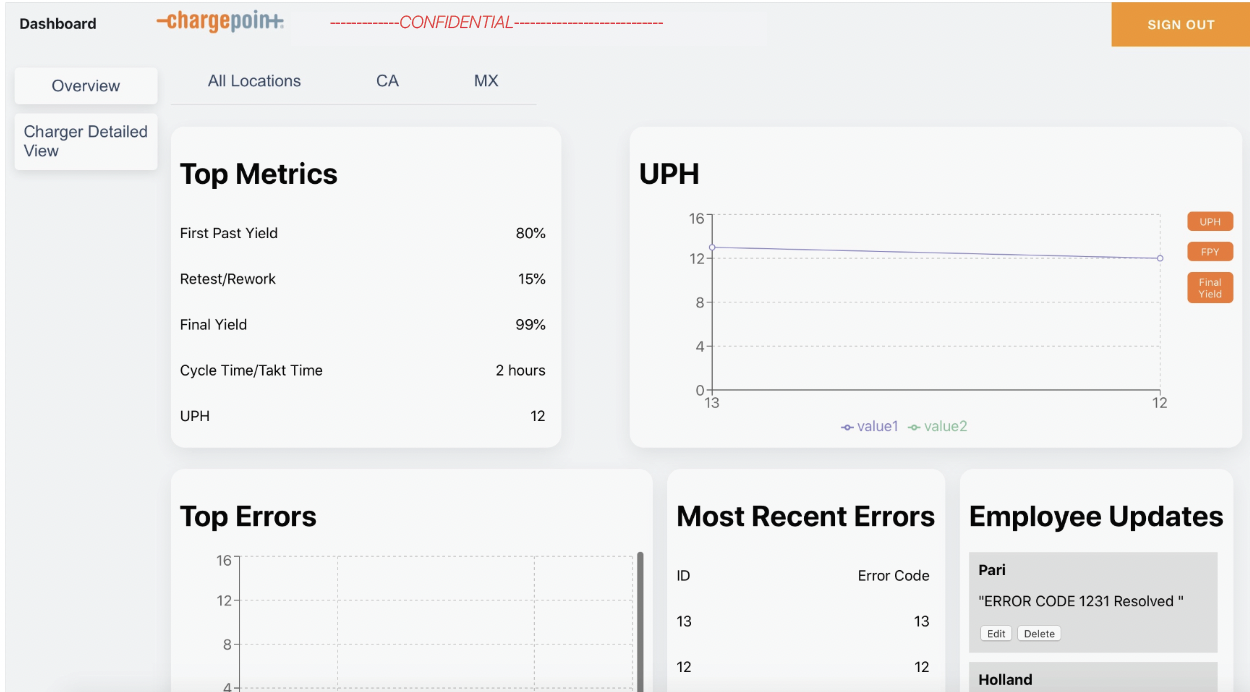 Dashboard
chargepoin+.
------------CONFIDENTIAL--------------------------
SIGN OUT
Overview
Charger Detailed
View
All Locations CA MX
Top Metrics
First Past Yield 80%
Retest/Rework 15%
Final Yield 99%
Cycle Time/Takt Time 2 hours
UPH 12
UPH
16
12
8
4
0
13 12
value1 value2
UPH
FPY
Final
Yield
Top Errors
16
12
8
4
Most Recent Errors
ID Error Code
13 13
12 12
Employee Updates
Pari
"ERROR CODE 1231 Resolved "
Edit Delete
Holland